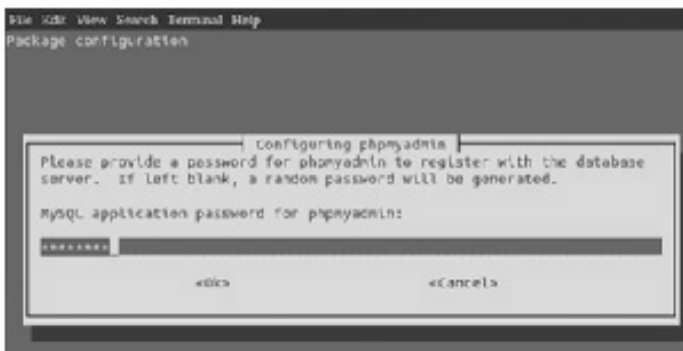 File Edit View Search Terminal Help
Package configuration
Configuring phpmyadmin
Please provide a password for phpmyadmin to register with the database
server. If left blank, a random password will be generated.
MySQL application password for phpmyadmin:
********
<Ok> <Cancel>